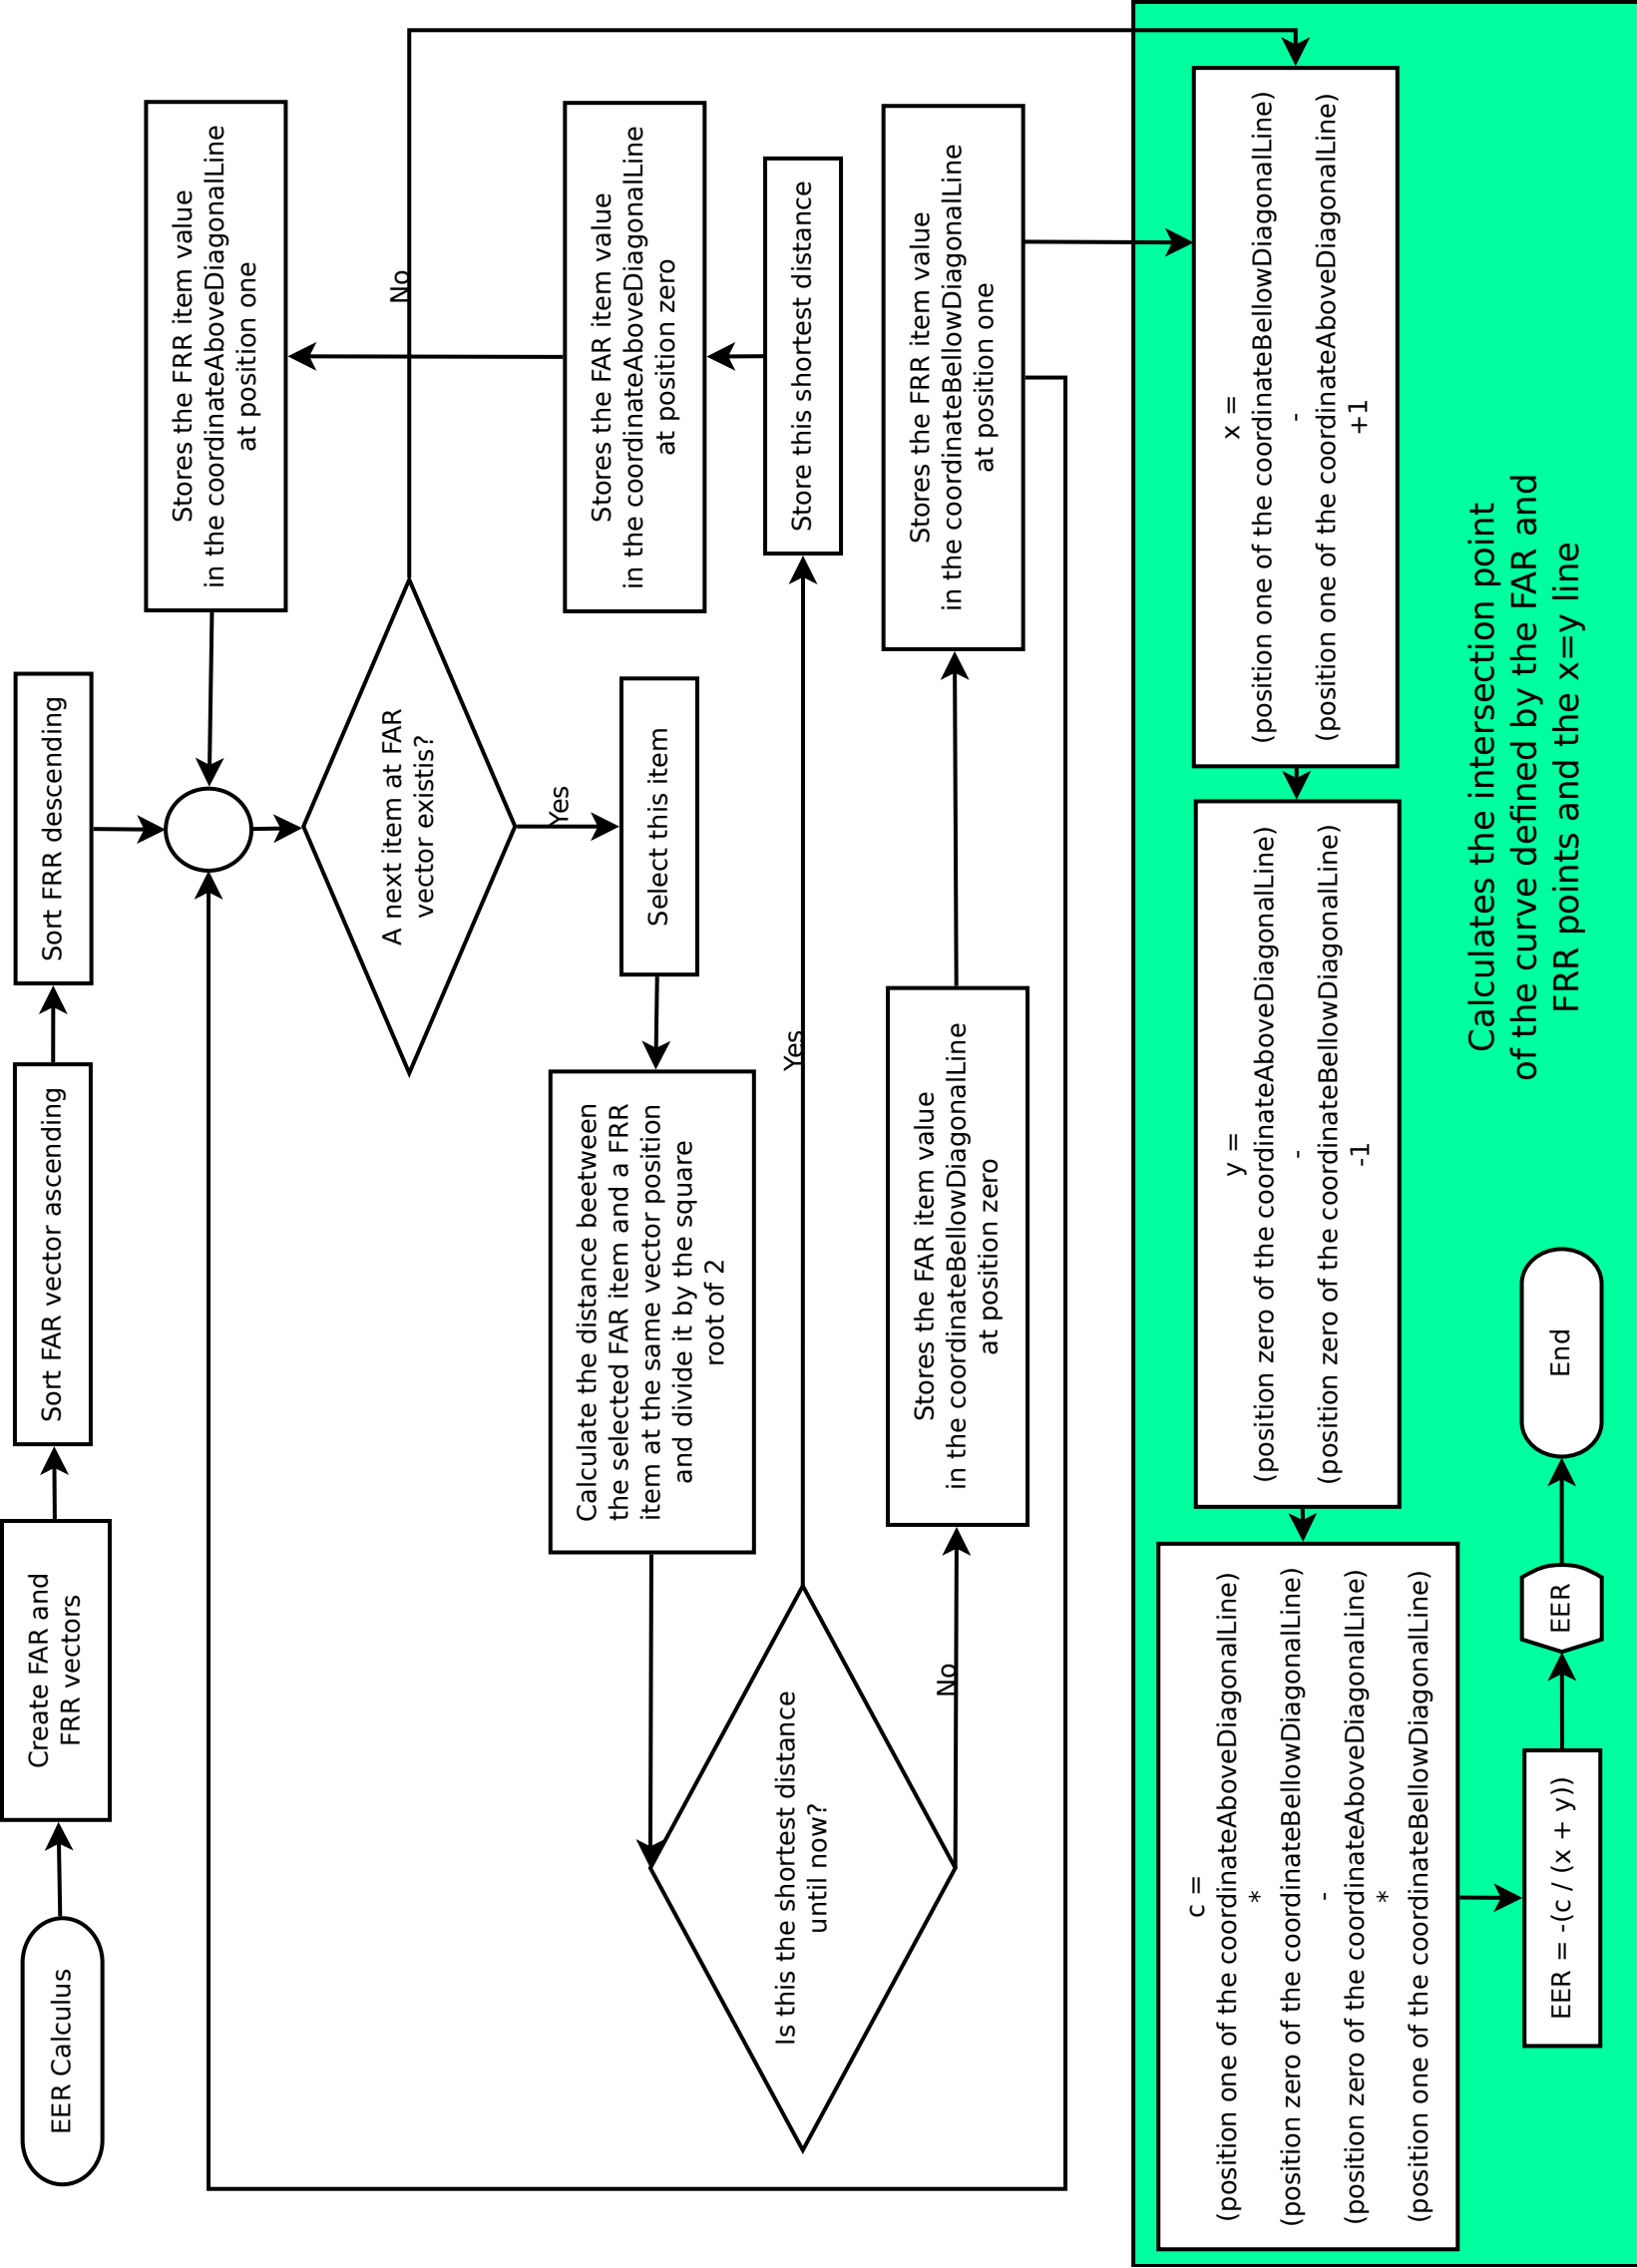 EER Calculus
Create FAR and
FRR vectors
Sort FAR vector ascending
Sort FRR descending
Stores the FRR item value
in the coordinateAboveDiagonalLine
at position one
A next item at FAR
vector existis?
No
Yes
Select this item
Stores the FAR item value
in the coordinateAboveDiagonalLine
at position zero
Calculate the distance beetween
the selected FAR item and a FRR
item at the same vector position
and divide it by the square
root of 2
Is this the shortest distance
until now?
Yes
Store this shortest distance
No
Stores the FAR item value
in the coordinateBellowDiagonalLine
at position zero
Stores the FRR item value
in the coordinateBellowDiagonalLine
at position one
x =
(position one of the coordinateBellowDiagonalLine)
-
(position one of the coordinateAboveDiagonalLine)
+1
y =
(position zero of the coordinateAboveDiagonalLine)
-
(position zero of the coordinateBellowDiagonalLine)
-1
c =
(position one of the coordinateAboveDiagonalLine)
*
(position zero of the coordinateBellowDiagonalLine)
-
(position zero of the coordinateAboveDiagonalLine)
*
(position one of the coordinateBellowDiagonalLine)
EER = -(c / (x + y))
EER
End
Calculates the intersection point
of the curve defined by the FAR and
FRR points and the x=y line